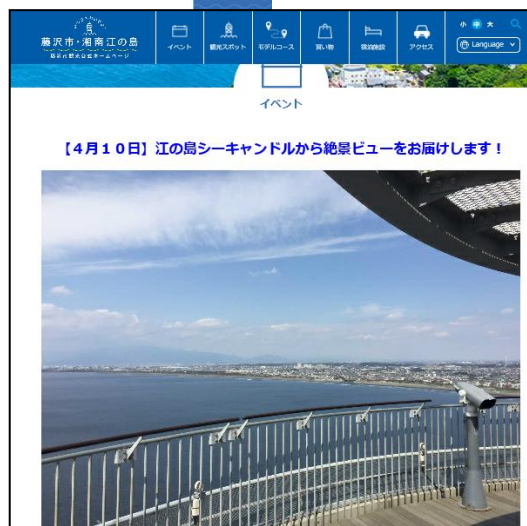 藤沢市・湘南江の島
藤沢市観光公式ホームページ
イベント
観光スポット
モデルコース
買い物
宿泊施設
アクセス
小 中 大
Language
イベント
【4月10日】江の島シーキャンドルから絶景ビューをお届けします!